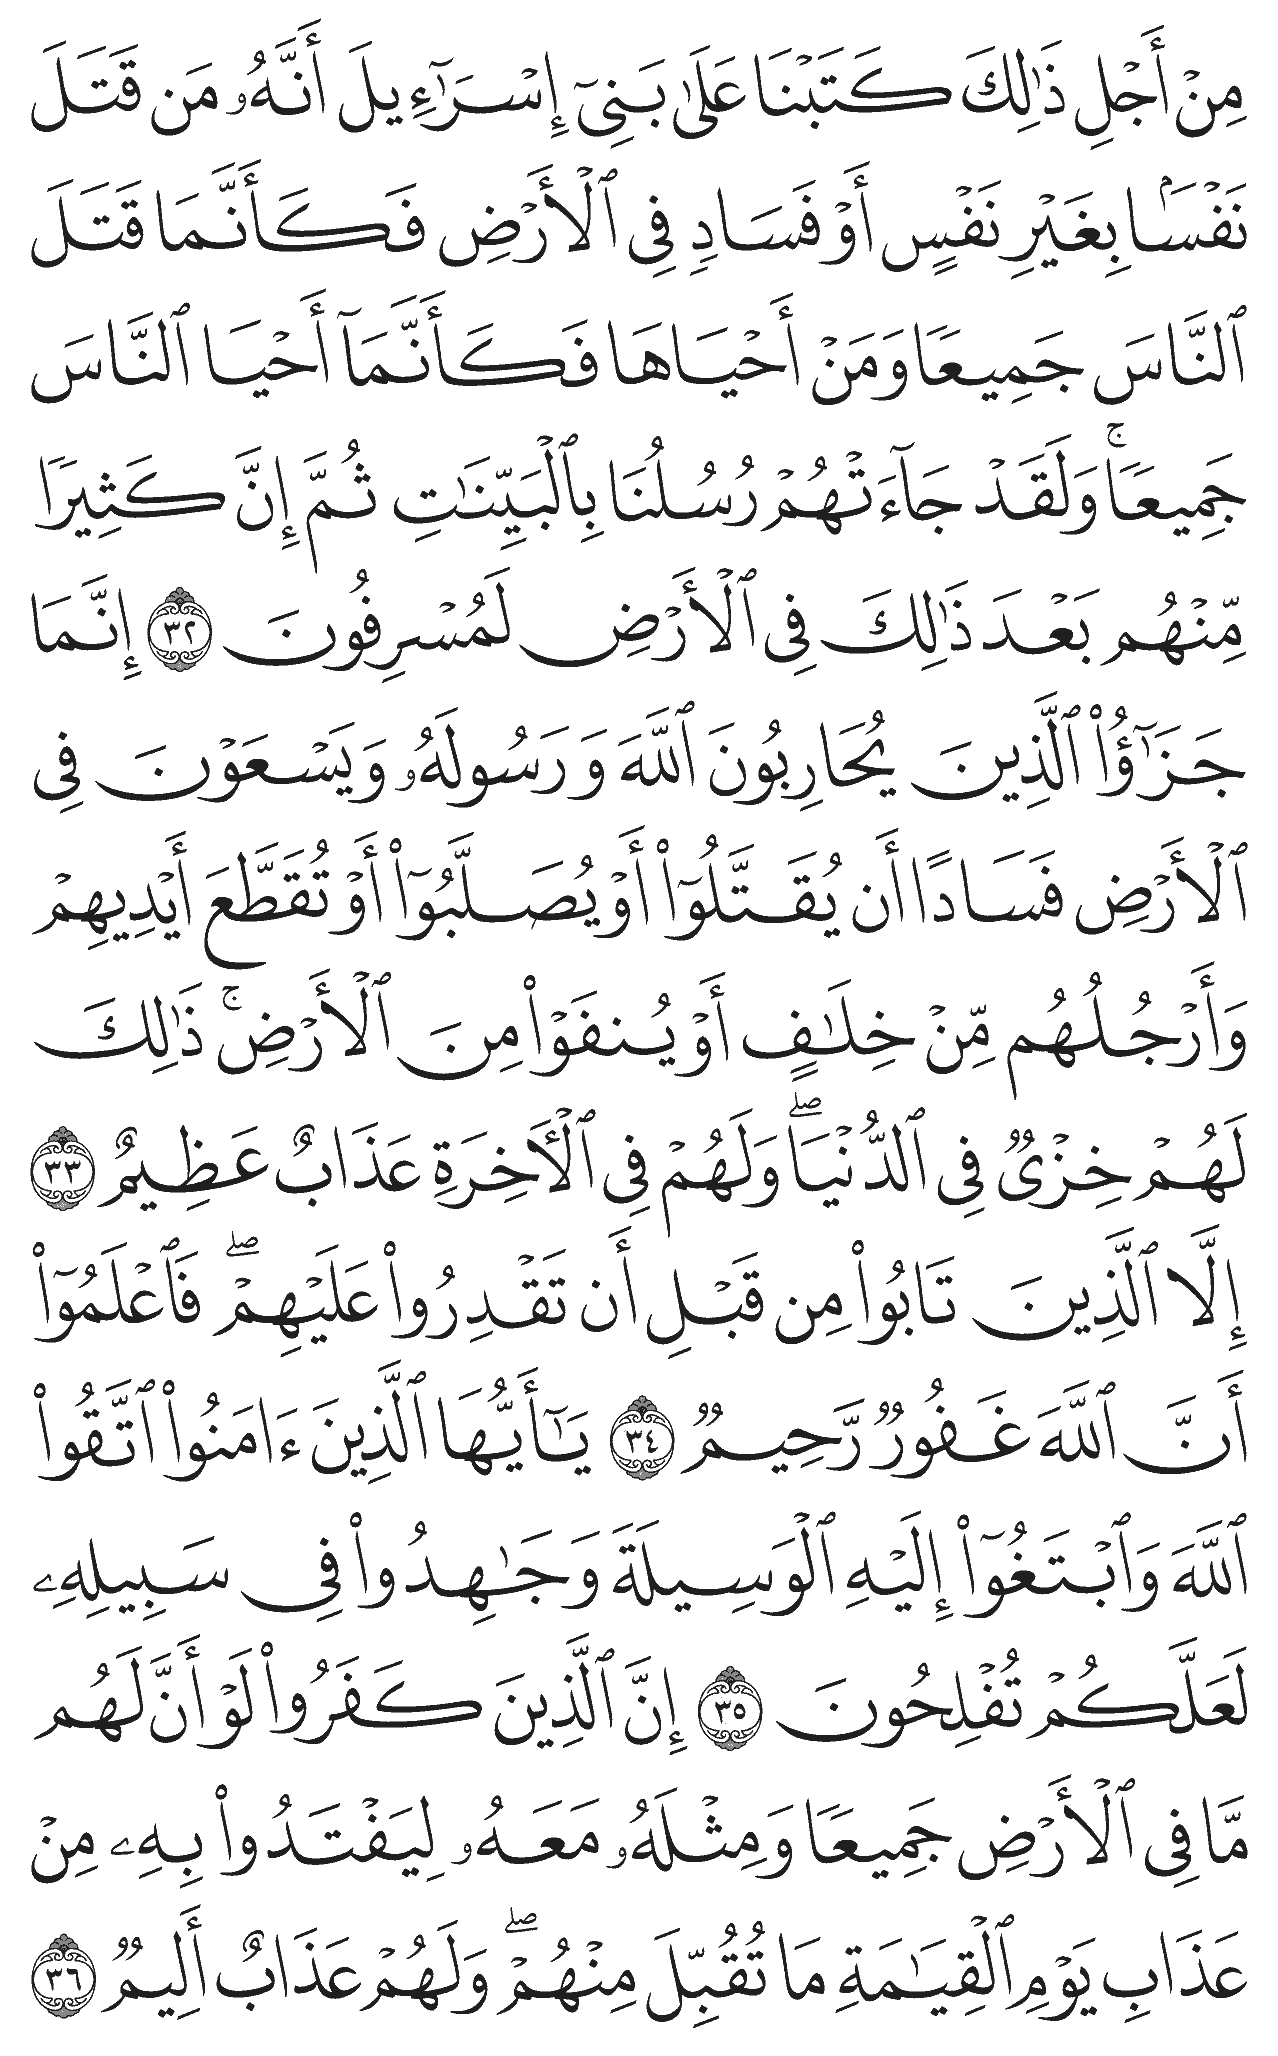 مِنْ أَجْلِ ذَٰلِكَ كَتَبْنَا عَلَىٰ بَنِىٓ إِسْرَٰٓءِيلَ أَنَّهُۥ مَن قَتَلَ
نَفْسَۢا بِغَيْرِ نَفْسٍ أَوْ فَسَادٍ فِى ٱلْأَرْضِ فَكَأَنَّمَا قَتَلَ
ٱلنَّاسَ جَمِيعًا وَمَنْ أَحْيَاهَا فَكَأَنَّمَآ أَحْيَا ٱلنَّاسَ
جَمِيعًا ۚ وَلَقَدْ جَآءَتْهُمْ رُسُلُنَا بِٱلْبَيِّنَٰتِ ثُمَّ إِنَّ كَثِيرًا
مِّنْهُم بَعْدَ ذَٰلِكَ فِى ٱلْأَرْضِ لَمُسْرِفُونَ ٣٢ إِنَّمَا
جَزَٰٓؤُا۟ ٱلَّذِينَ يُحَارِبُونَ ٱللَّهَ وَرَسُولَهُۥ وَيَسْعَوْنَ فِى
ٱلْأَرْضِ فَسَادًا أَن يُقَتَّلُوٓا۟ أَوْ يُصَلَّبُوٓا۟ أَوْ تُقَطَّعَ أَيْدِيهِمْ
وَأَرْجُلُهُم مِّنْ خِلَٰفٍ أَوْ يُنفَوْا۟ مِنَ ٱلْأَرْضِ ۚ ذَٰلِكَ
لَهُمْ خِزْىٌ فِى ٱلدُّنْيَا ۖ وَلَهُمْ فِى ٱلْءَاخِرَةِ عَذَابٌ عَظِيمٌ ٣٣
إِلَّا ٱلَّذِينَ تَابُوا۟ مِن قَبْلِ أَن تَقْدِرُوا۟ عَلَيْهِمْ ۖ فَٱعْلَمُوٓا۟
أَنَّ ٱللَّهَ غَفُورٌ رَّحِيمٌ ٣٤ يَٰٓأَيُّهَا ٱلَّذِينَ ءَامَنُوا۟ ٱتَّقُوا۟
ٱللَّهَ وَٱبْتَغُوٓا۟ إِلَيْهِ ٱلْوَسِيلَةَ وَجَٰهِدُوا۟ فِى سَبِيلِهِۦ
لَعَلَّكُمْ تُفْلِحُونَ ٣٥ إِنَّ ٱلَّذِينَ كَفَرُوا۟ لَوْ أَنَّ لَهُم
مَّا فِى ٱلْأَرْضِ جَمِيعًا وَمِثْلَهُۥ مَعَهُۥ لِيَفْتَدُوا۟ بِهِۦ مِنْ
عَذَابِ يَوْمِ ٱلْقِيَٰمَةِ مَا تُقُبِّلَ مِنْهُمْ ۖ وَلَهُمْ عَذَابٌ أَلِيمٌ ٣٦